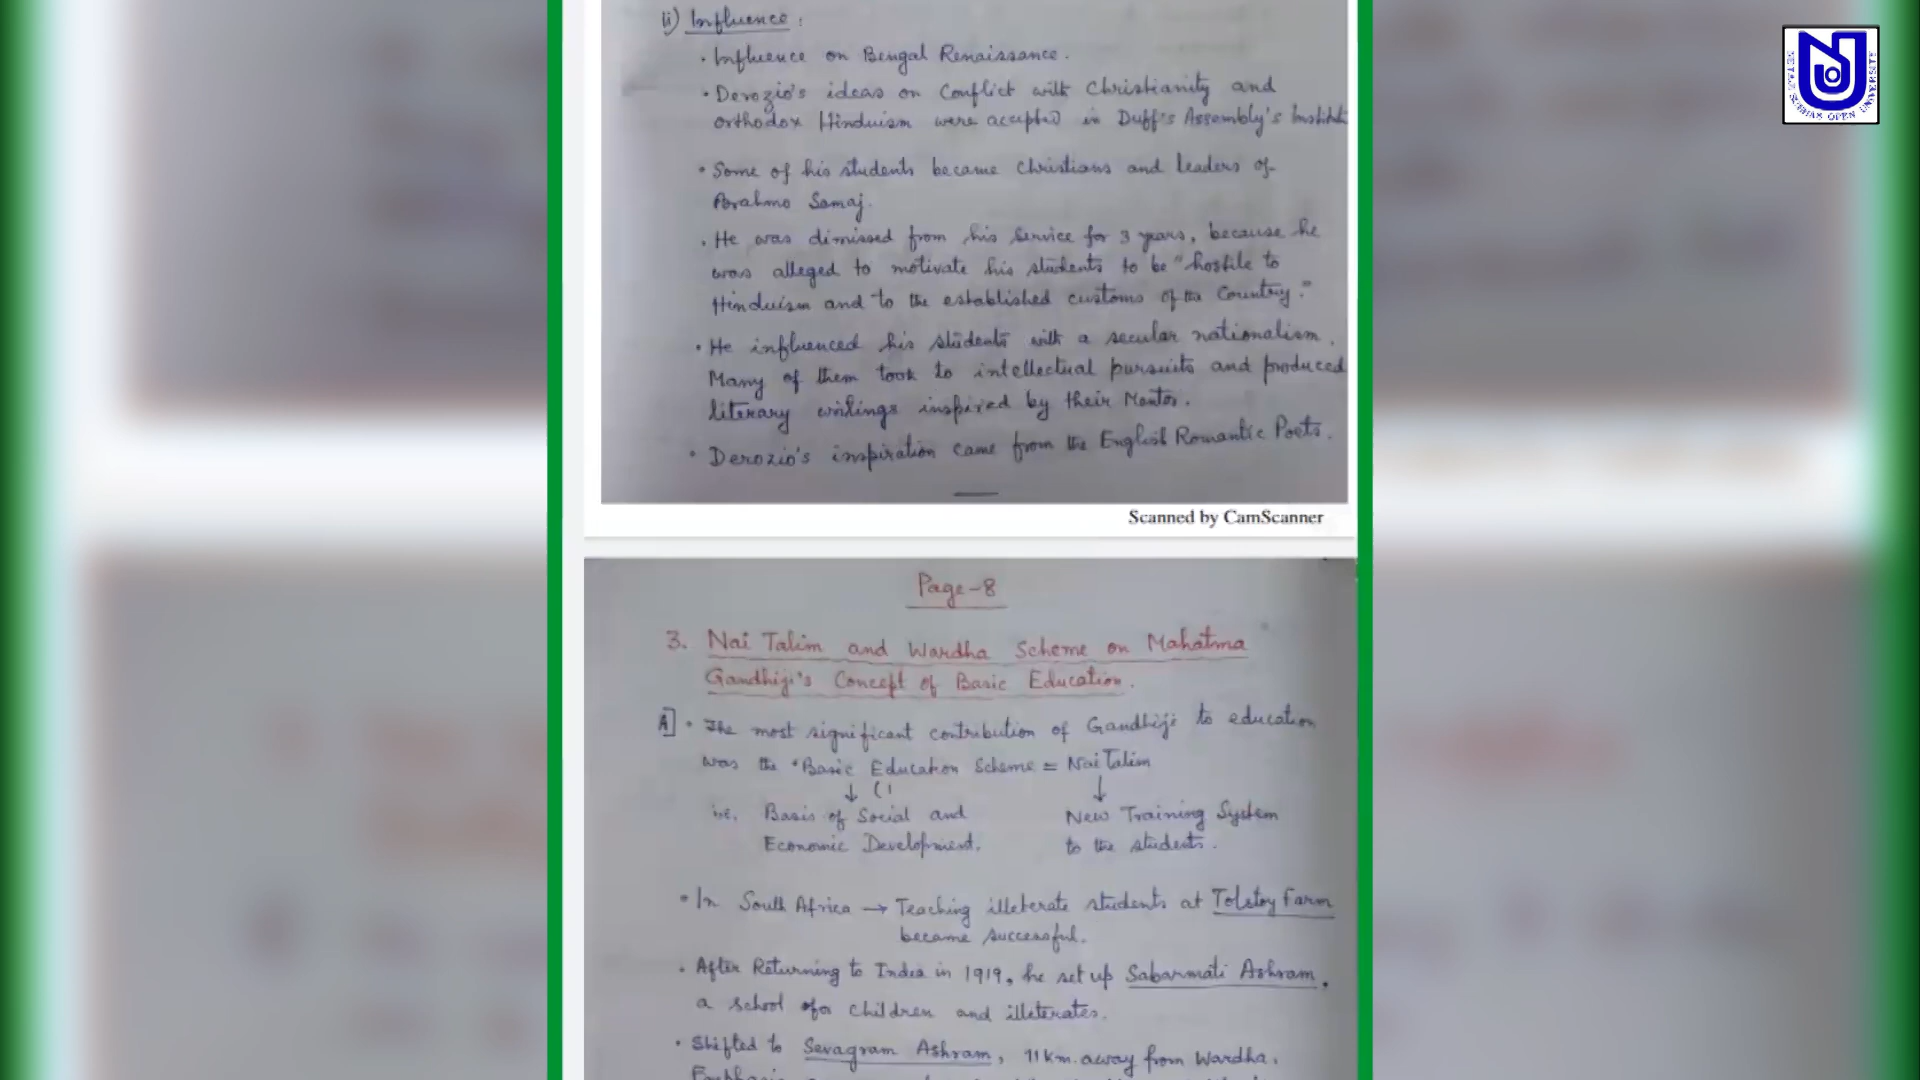 ii) Influence :
• Influence on Bengal Renaissance.
• Derozio's ideas on Conflict with Christianity and
orthodox Hinduism were accepted in Duff's Assembly's
• Some of his students became Christians and leaders of
Brahmo Samaj.
• He was dimissed from his service for 3 years, because he
was alleged to motivate his students to be "hostile to
Hinduism and to the established customs of the Country."
• He influenced his students with a secular nationalism.
Many of them took to intellectual pursuits and produced
literary writings inspired by their Mentor.
• Derozio's inspiration came from the English Romantic Poets.
Scanned by CamScanner
Page-8
3. Nai Talim and Wardha Scheme on Mahatma
Gandhiji's Concept of Basic Education.
A] • The most significant contribution of Gandhiji to education
was the "Basic Education Scheme = Nai Talim
↓ ↓
i.e. Basis of Social and New Training System
Economic Development. to the students.
• In South Africa → Teaching illeterate students at Tolstoy Farm
became successful.
• After Returning to India in 1919, he set up Sabarmati Ashram,
a school for children and illiterates.
• Shifted to Sevagram Ashram, 11 km. away from Wardha.
NETAJI SUBHAS OPEN UNIVERSITY